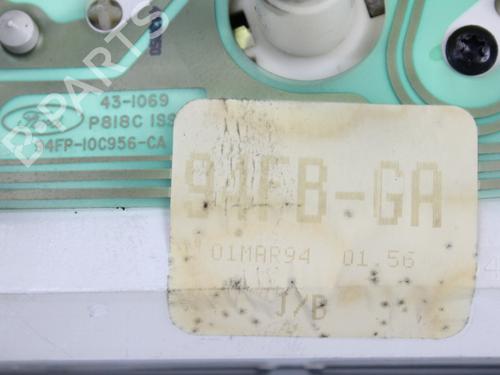 43-1069
P818C ISS
94FP-10C956-CA
94FB-GA
01MAR94 01.56
J/B
B-PARTS